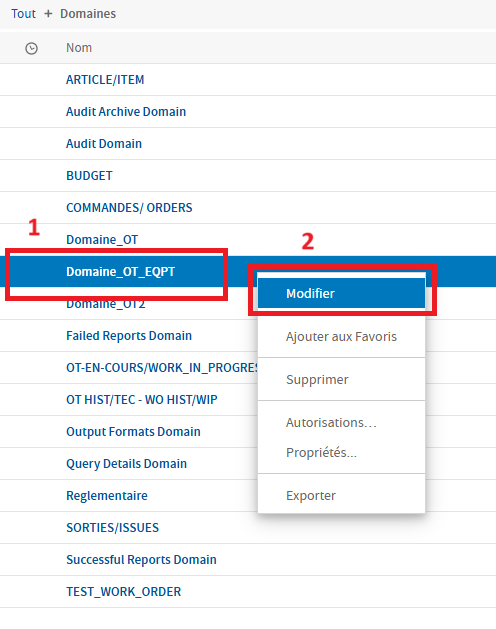 Tout + Domaines
Nom
ARTICLE/ITEM
Audit Archive Domain
Audit Domain
BUDGET
COMMANDES/ ORDERS
1
2
Domaine_OT
Domaine_OT_EQPT
Modifier
Domaine_OT2
Failed Reports Domain
Ajouter aux Favoris
OT-EN-COURS/WORK_IN_PROGRES
Supprimer
OT HIST/TEC - WO HIST/WIP
Autorisations...
Output Formats Domain
Propriétés...
Query Details Domain
Reglementaire
Exporter
SORTIES/ISSUES
Successful Reports Domain
TEST_WORK_ORDER